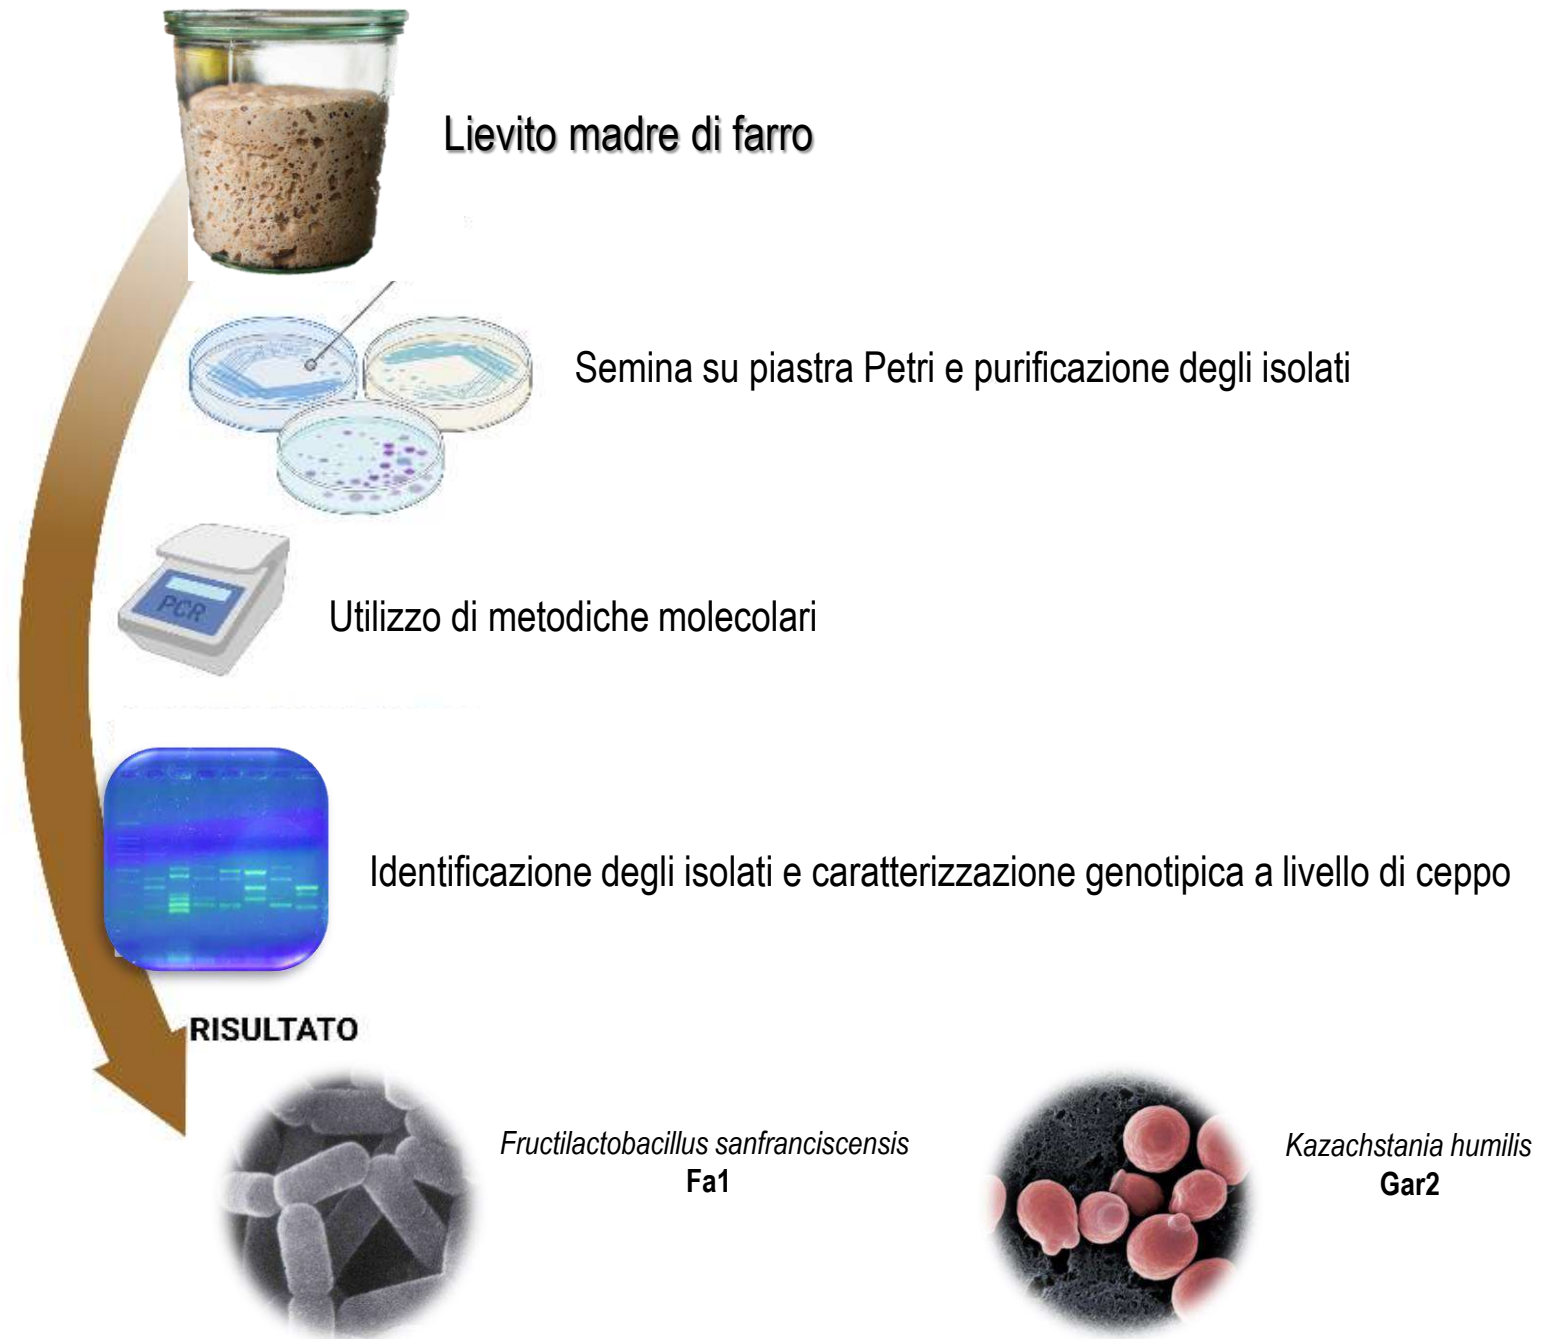 Lievito madre di farro
Semina su piastra Petri e purificazione degli isolati
PCR
Utilizzo di metodiche molecolari
Identificazione degli isolati e caratterizzazione genotipica a livello di ceppo
RISULTATO
Fructilactobacillus sanfranciscensis
Fa1
Kazachstania humilis
Gar2